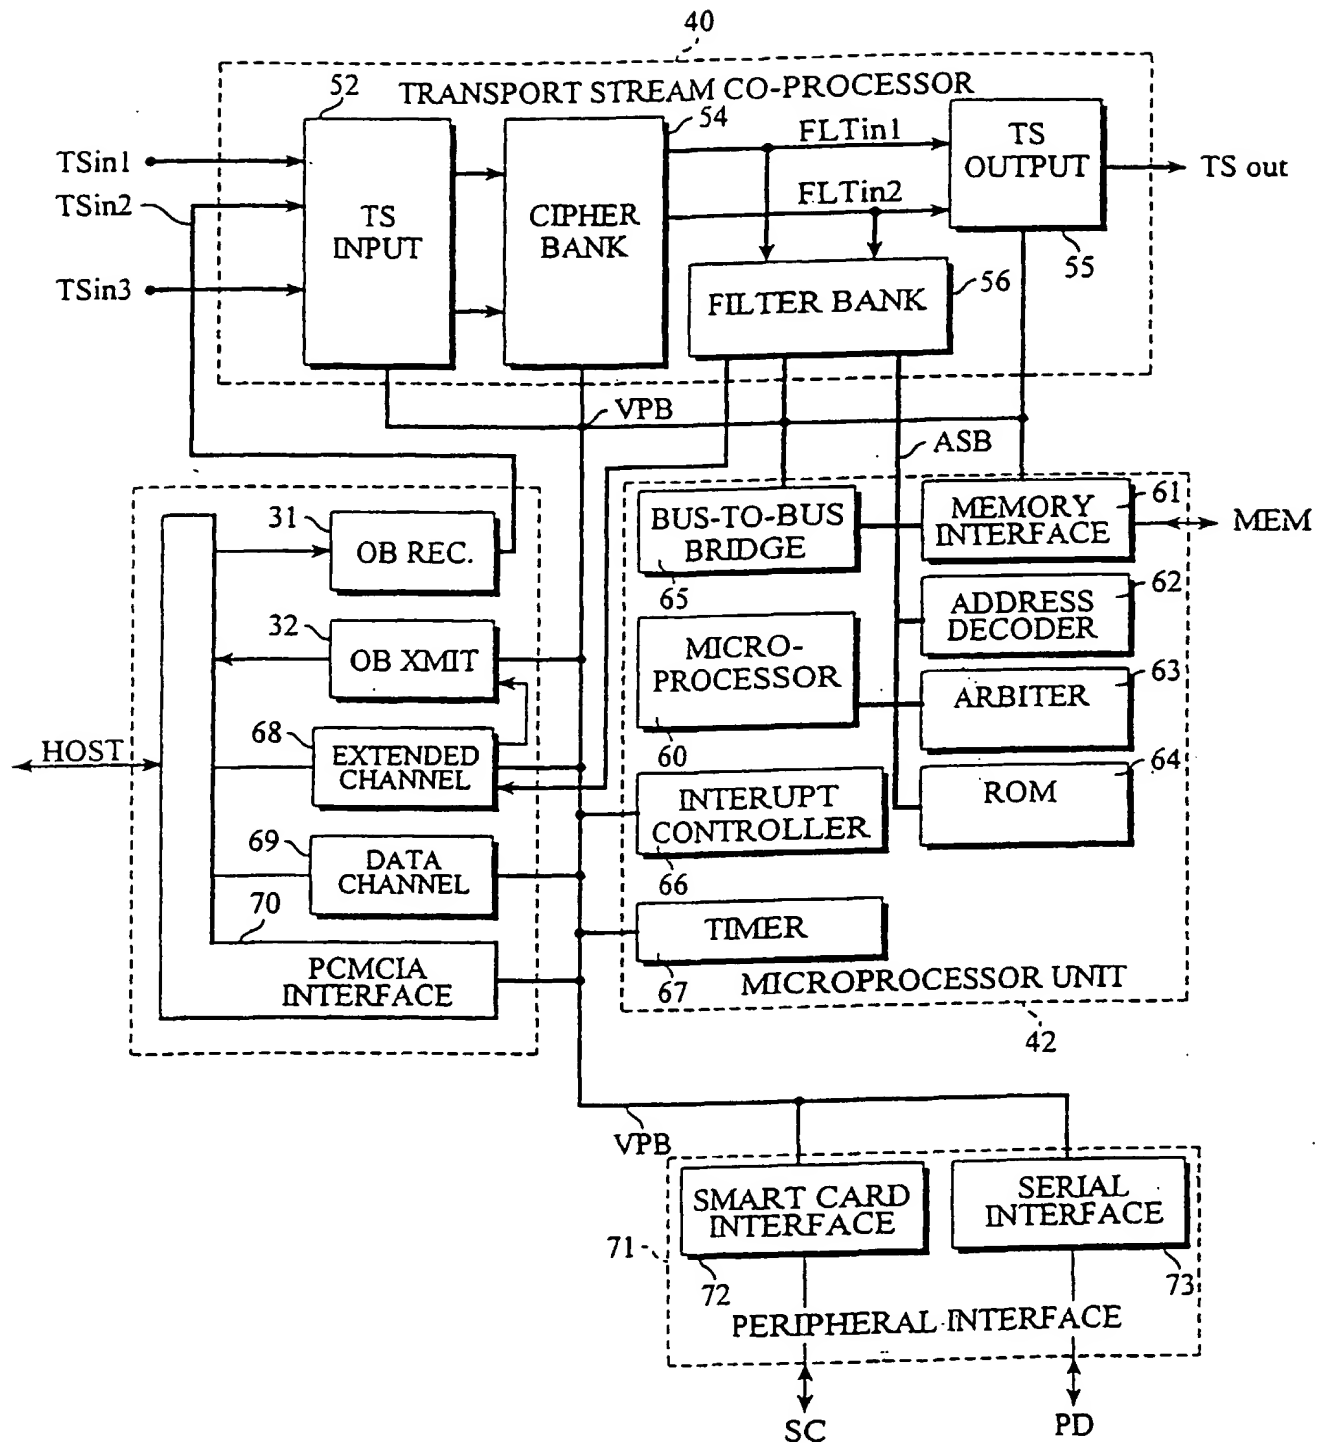 40
TRANSPORT STREAM CO-PROCESSOR
52
54
TSin1
TSin2
TSin3
TS
INPUT
CIPHER
BANK
FLTin1
FLTin2
TS
OUTPUT
TS out
55
56
FILTER BANK
VPB
ASB
31
OB REC.
32
OB XMIT
68
EXTENDED
CHANNEL
HOST
69
DATA
CHANNEL
70
PCMCIA
INTERFACE
BUS-TO-BUS
BRIDGE
65
MEMORY
INTERFACE
61
MEM
ADDRESS
DECODER
62
MICRO-
PROCESSOR
60
ARBITER
63
ROM
64
INTERUPT
CONTROLLER
66
TIMER
67
MICROPROCESSOR UNIT
42
VPB
SMART CARD
INTERFACE
72
SERIAL
INTERFACE
73
71
PERIPHERAL INTERFACE
SC
PD